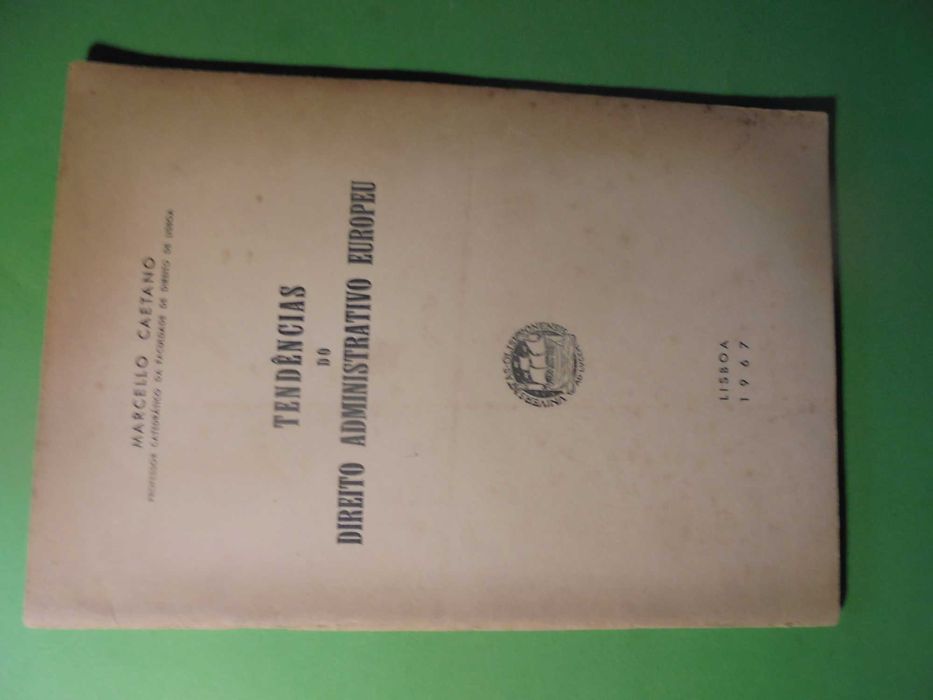 MARCELLO CAETANO
PROFESSOR CATEDRÁTICO DA FACULDADE DE DIREITO DE LISBOA
TENDÊNCIAS
DO
DIREITO ADMINISTRATIVO EUROPEU
LISBOA
1967